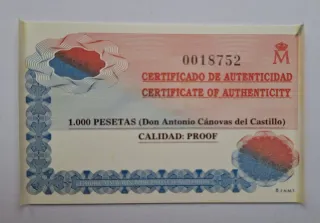 0018752
M
CERTIFICADO DE AUTENTICIDAD
CERTIFICATE OF AUTHENTICITY
1.000 PESETAS (Don Antonio Cánovas del Castillo)
CALIDAD: PROOF